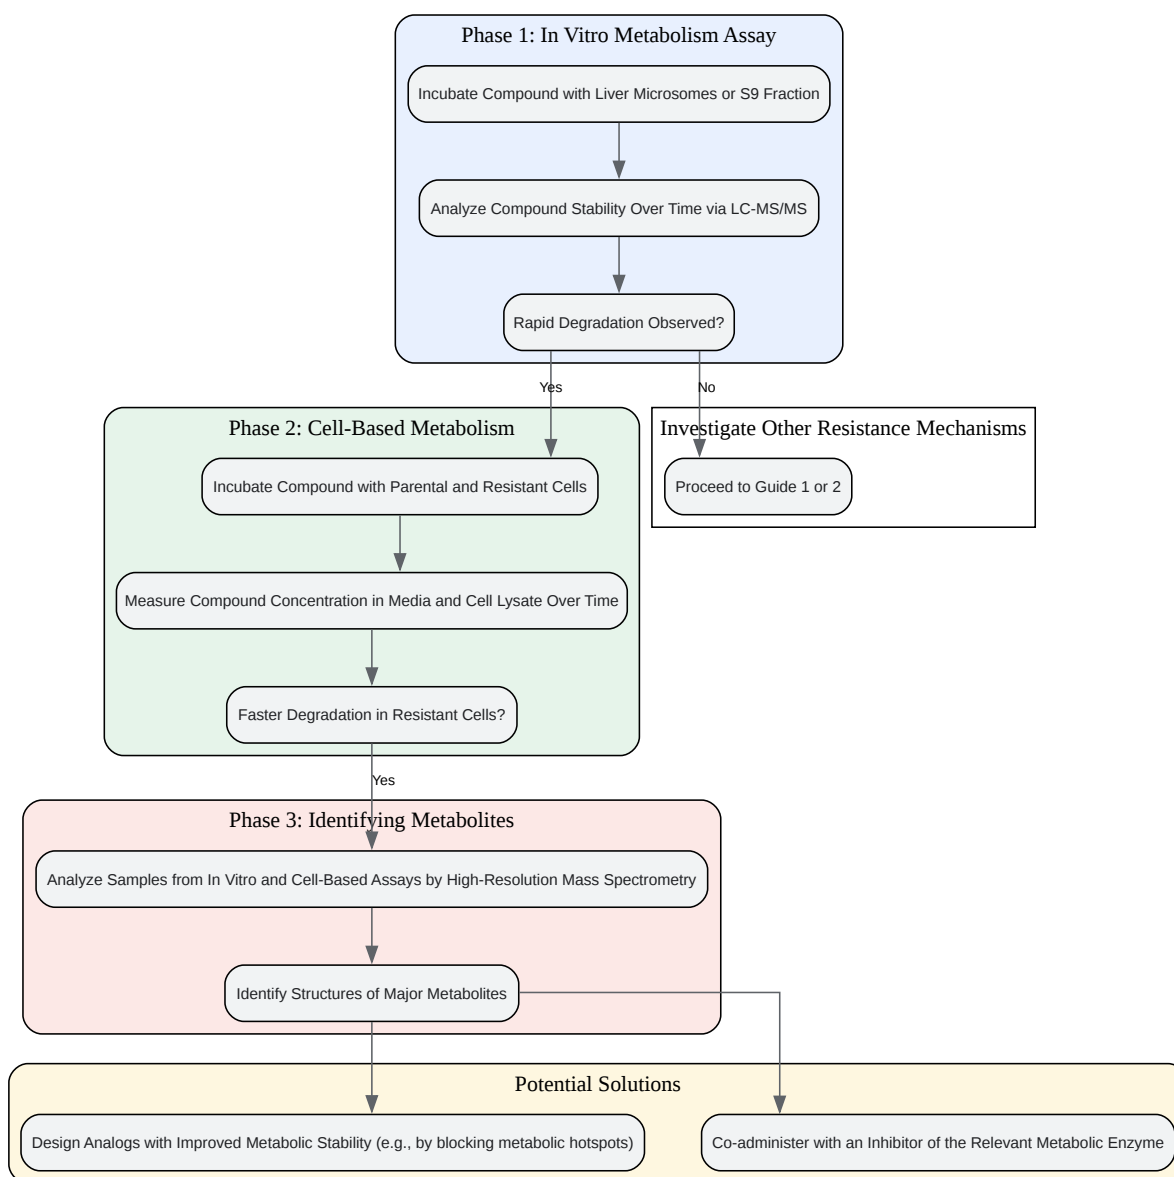 Phase 1: In Vitro Metabolism Assay
Incubate Compound with Liver Microsomes or S9 Fraction
Analyze Compound Stability Over Time via LC-MS/MS
Rapid Degradation Observed?
Yes
No
Phase 2: Cell-Based Metabolism
Investigate Other Resistance Mechanisms
Incubate Compound with Parental and Resistant Cells
Proceed to Guide 1 or 2
Measure Compound Concentration in Media and Cell Lysate Over Time
Faster Degradation in Resistant Cells?
Yes
Phase 3: Identifying Metabolites
Analyze Samples from In Vitro and Cell-Based Assays by High-Resolution Mass Spectrometry
Identify Structures of Major Metabolites
Potential Solutions
Design Analogs with Improved Metabolic Stability (e.g., by blocking metabolic hotspots)
Co-administer with an Inhibitor of the Relevant Metabolic Enzyme